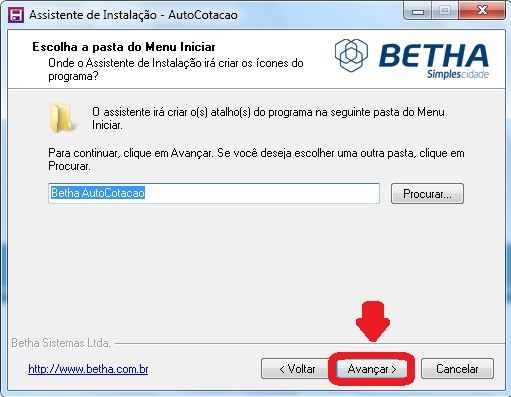 Assistente de Instalação - AutoCotacao
Escolha a pasta do Menu Iniciar
Onde o Assistente de Instalação irá criar os ícones do
programa?
BETHA
Simplescidade
O assistente irá criar o(s) atalho(s) do programa na seguinte pasta do Menu
Iniciar.
Para continuar, clique em Avançar. Se você deseja escolher uma outra pasta, clique em
Procurar.
Betha AutoCotacao
Procurar...
Betha Sistemas Ltda.
http://www.betha.com.br
< Voltar
Avançar >
Cancelar